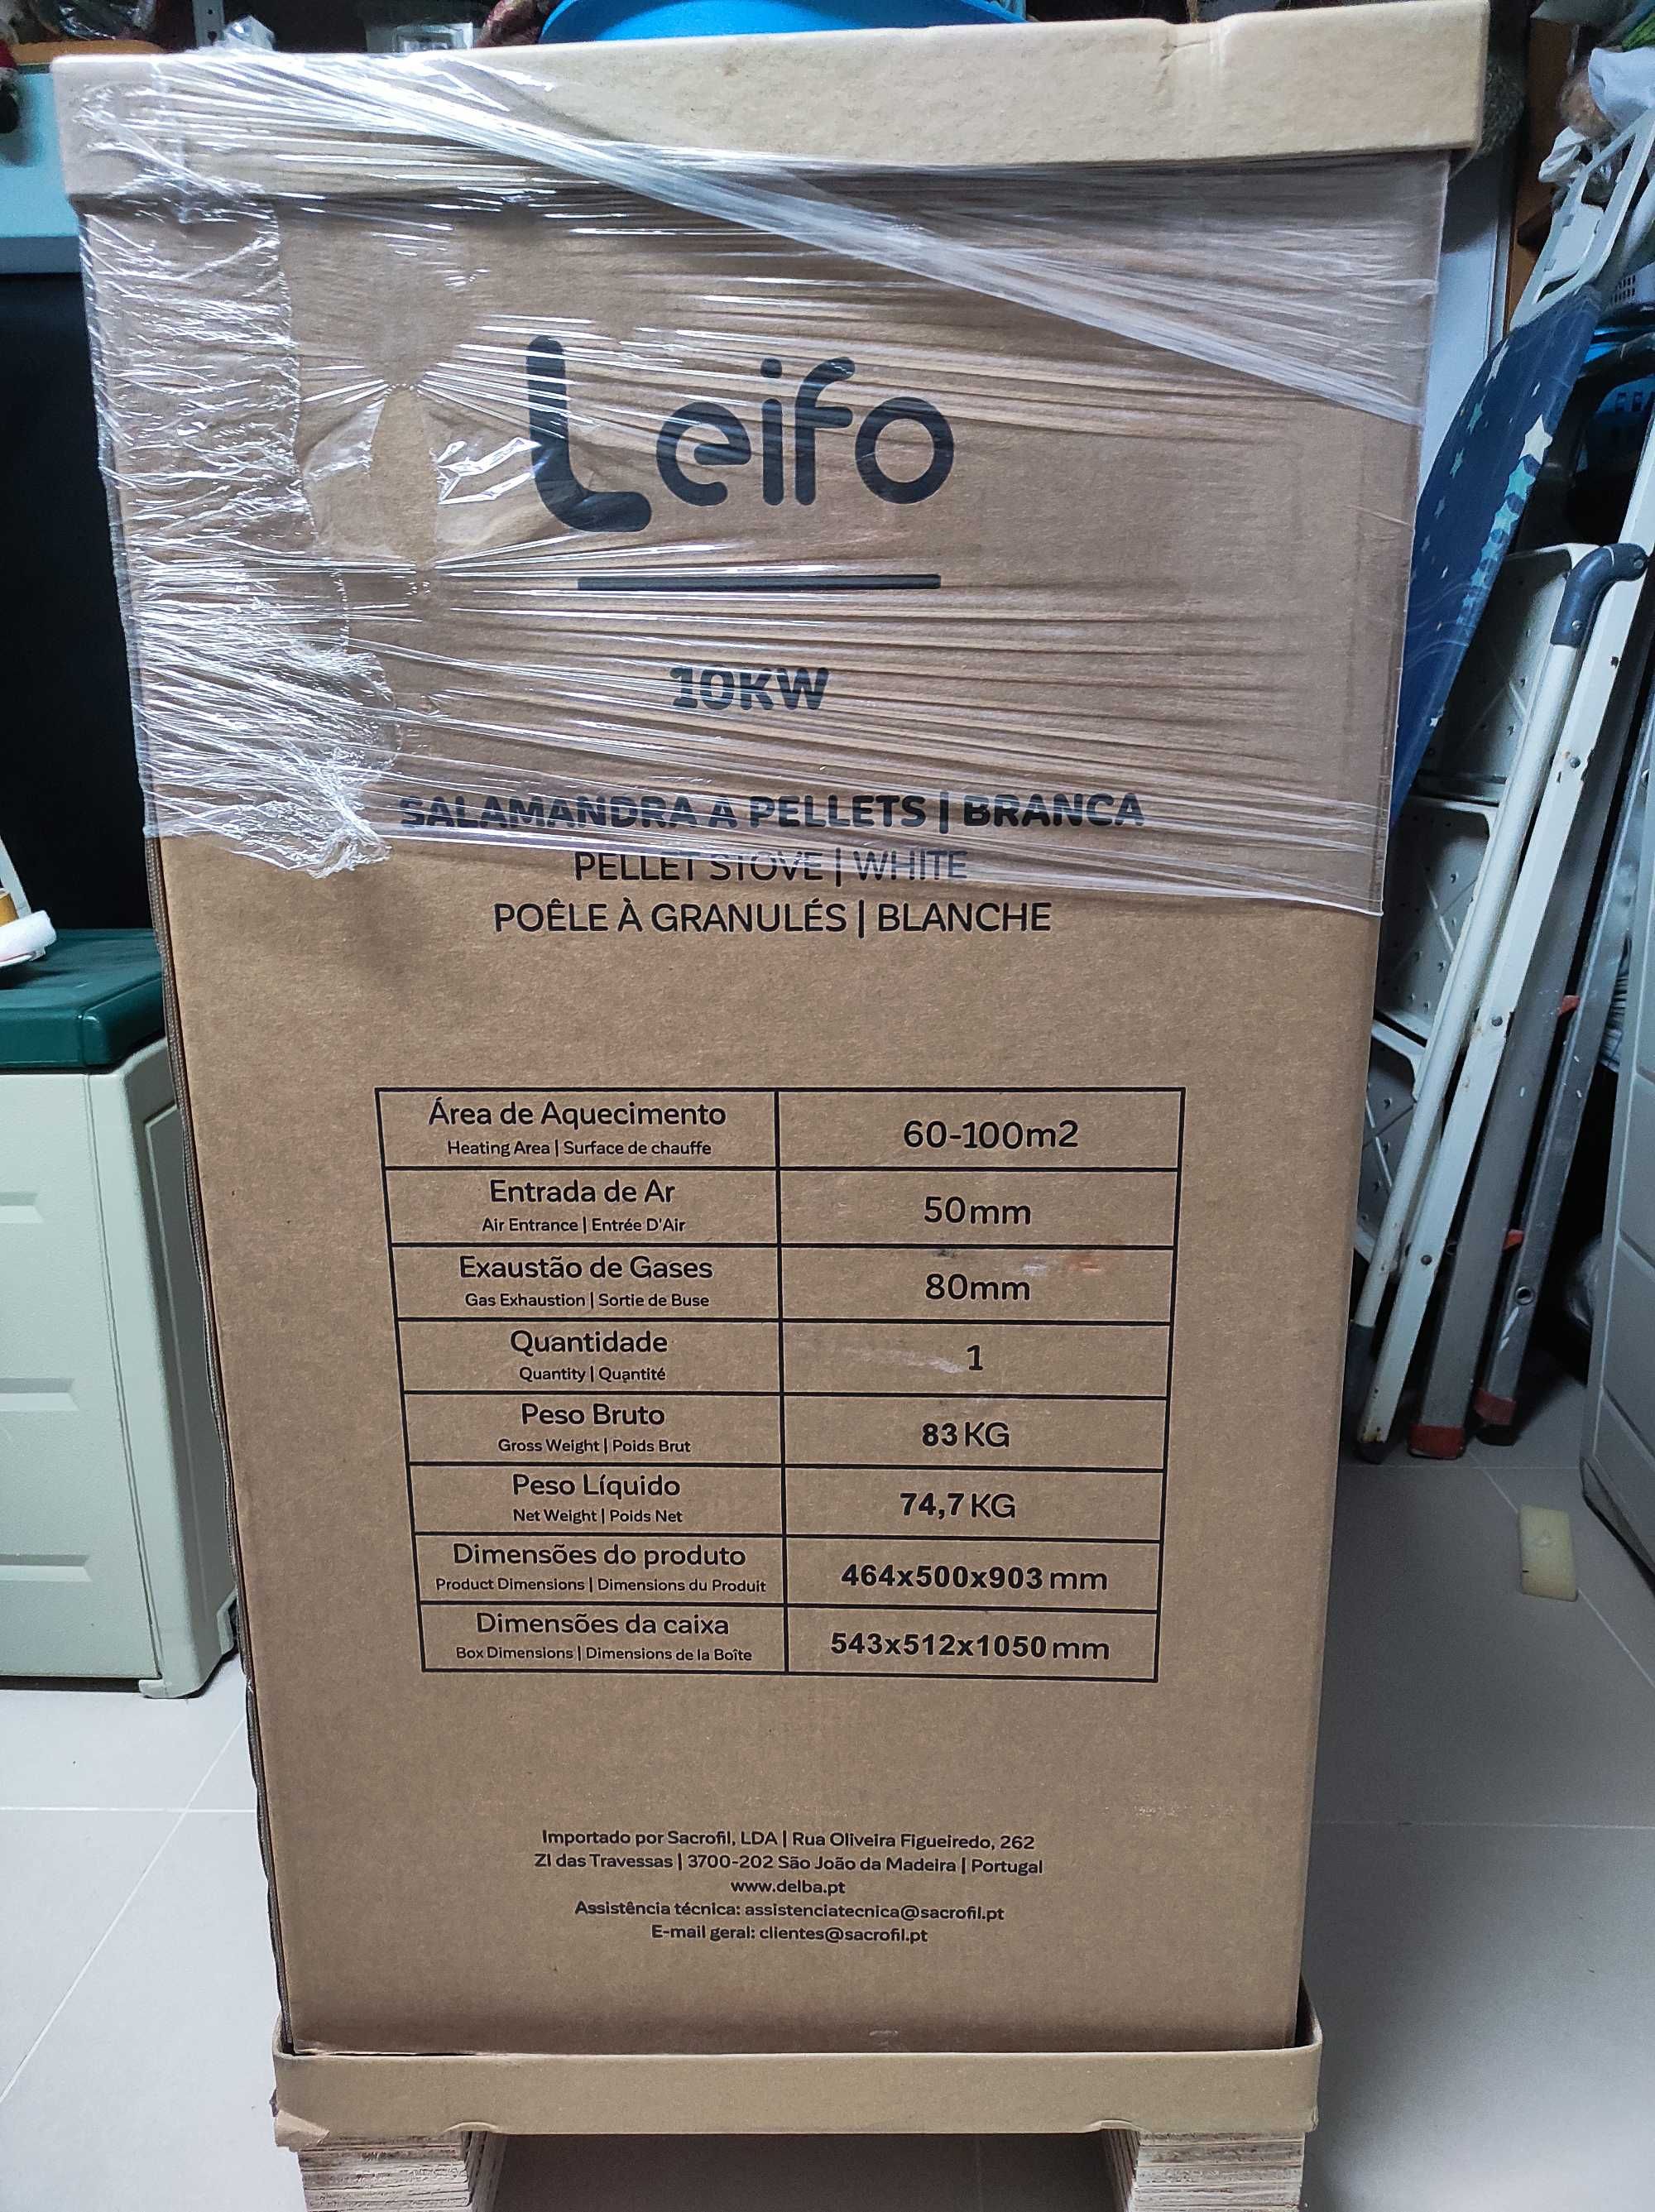 Leifo
10KW
SALAMANDRA A PELLETS | BRANCA
PELLET STOVE | WHITE
POÊLE À GRANULÉS | BLANCHE
Área de Aquecimento
Heating Area | Surface de chauffe
60-100m2
Entrada de Ar
Air Entrance | Entrée D'Air
50mm
Exaustão de Gases
Gas Exhaustion | Sortie de Buse
80mm
Quantidade
Quantity | Quantité
1
Peso Bruto
Gross Weight | Poids Brut
83 KG
Peso Líquido
Net Weight | Poids Net
74,7 KG
Dimensões do produto
Product Dimensions | Dimensions du Produit
464x500x903 mm
Dimensões da caixa
Box Dimensions | Dimensions de la Boîte
543x512x1050 mm
Importado por Sacrofil, LDA | Rua Oliveira Figueiredo, 262
ZI das Travessas | 3700-202 São João da Madeira | Portugal
www.delba.pt
Assistência técnica: assistenciatecnica@sacrofil.pt
E-mail geral: clientes@sacrofil.pt